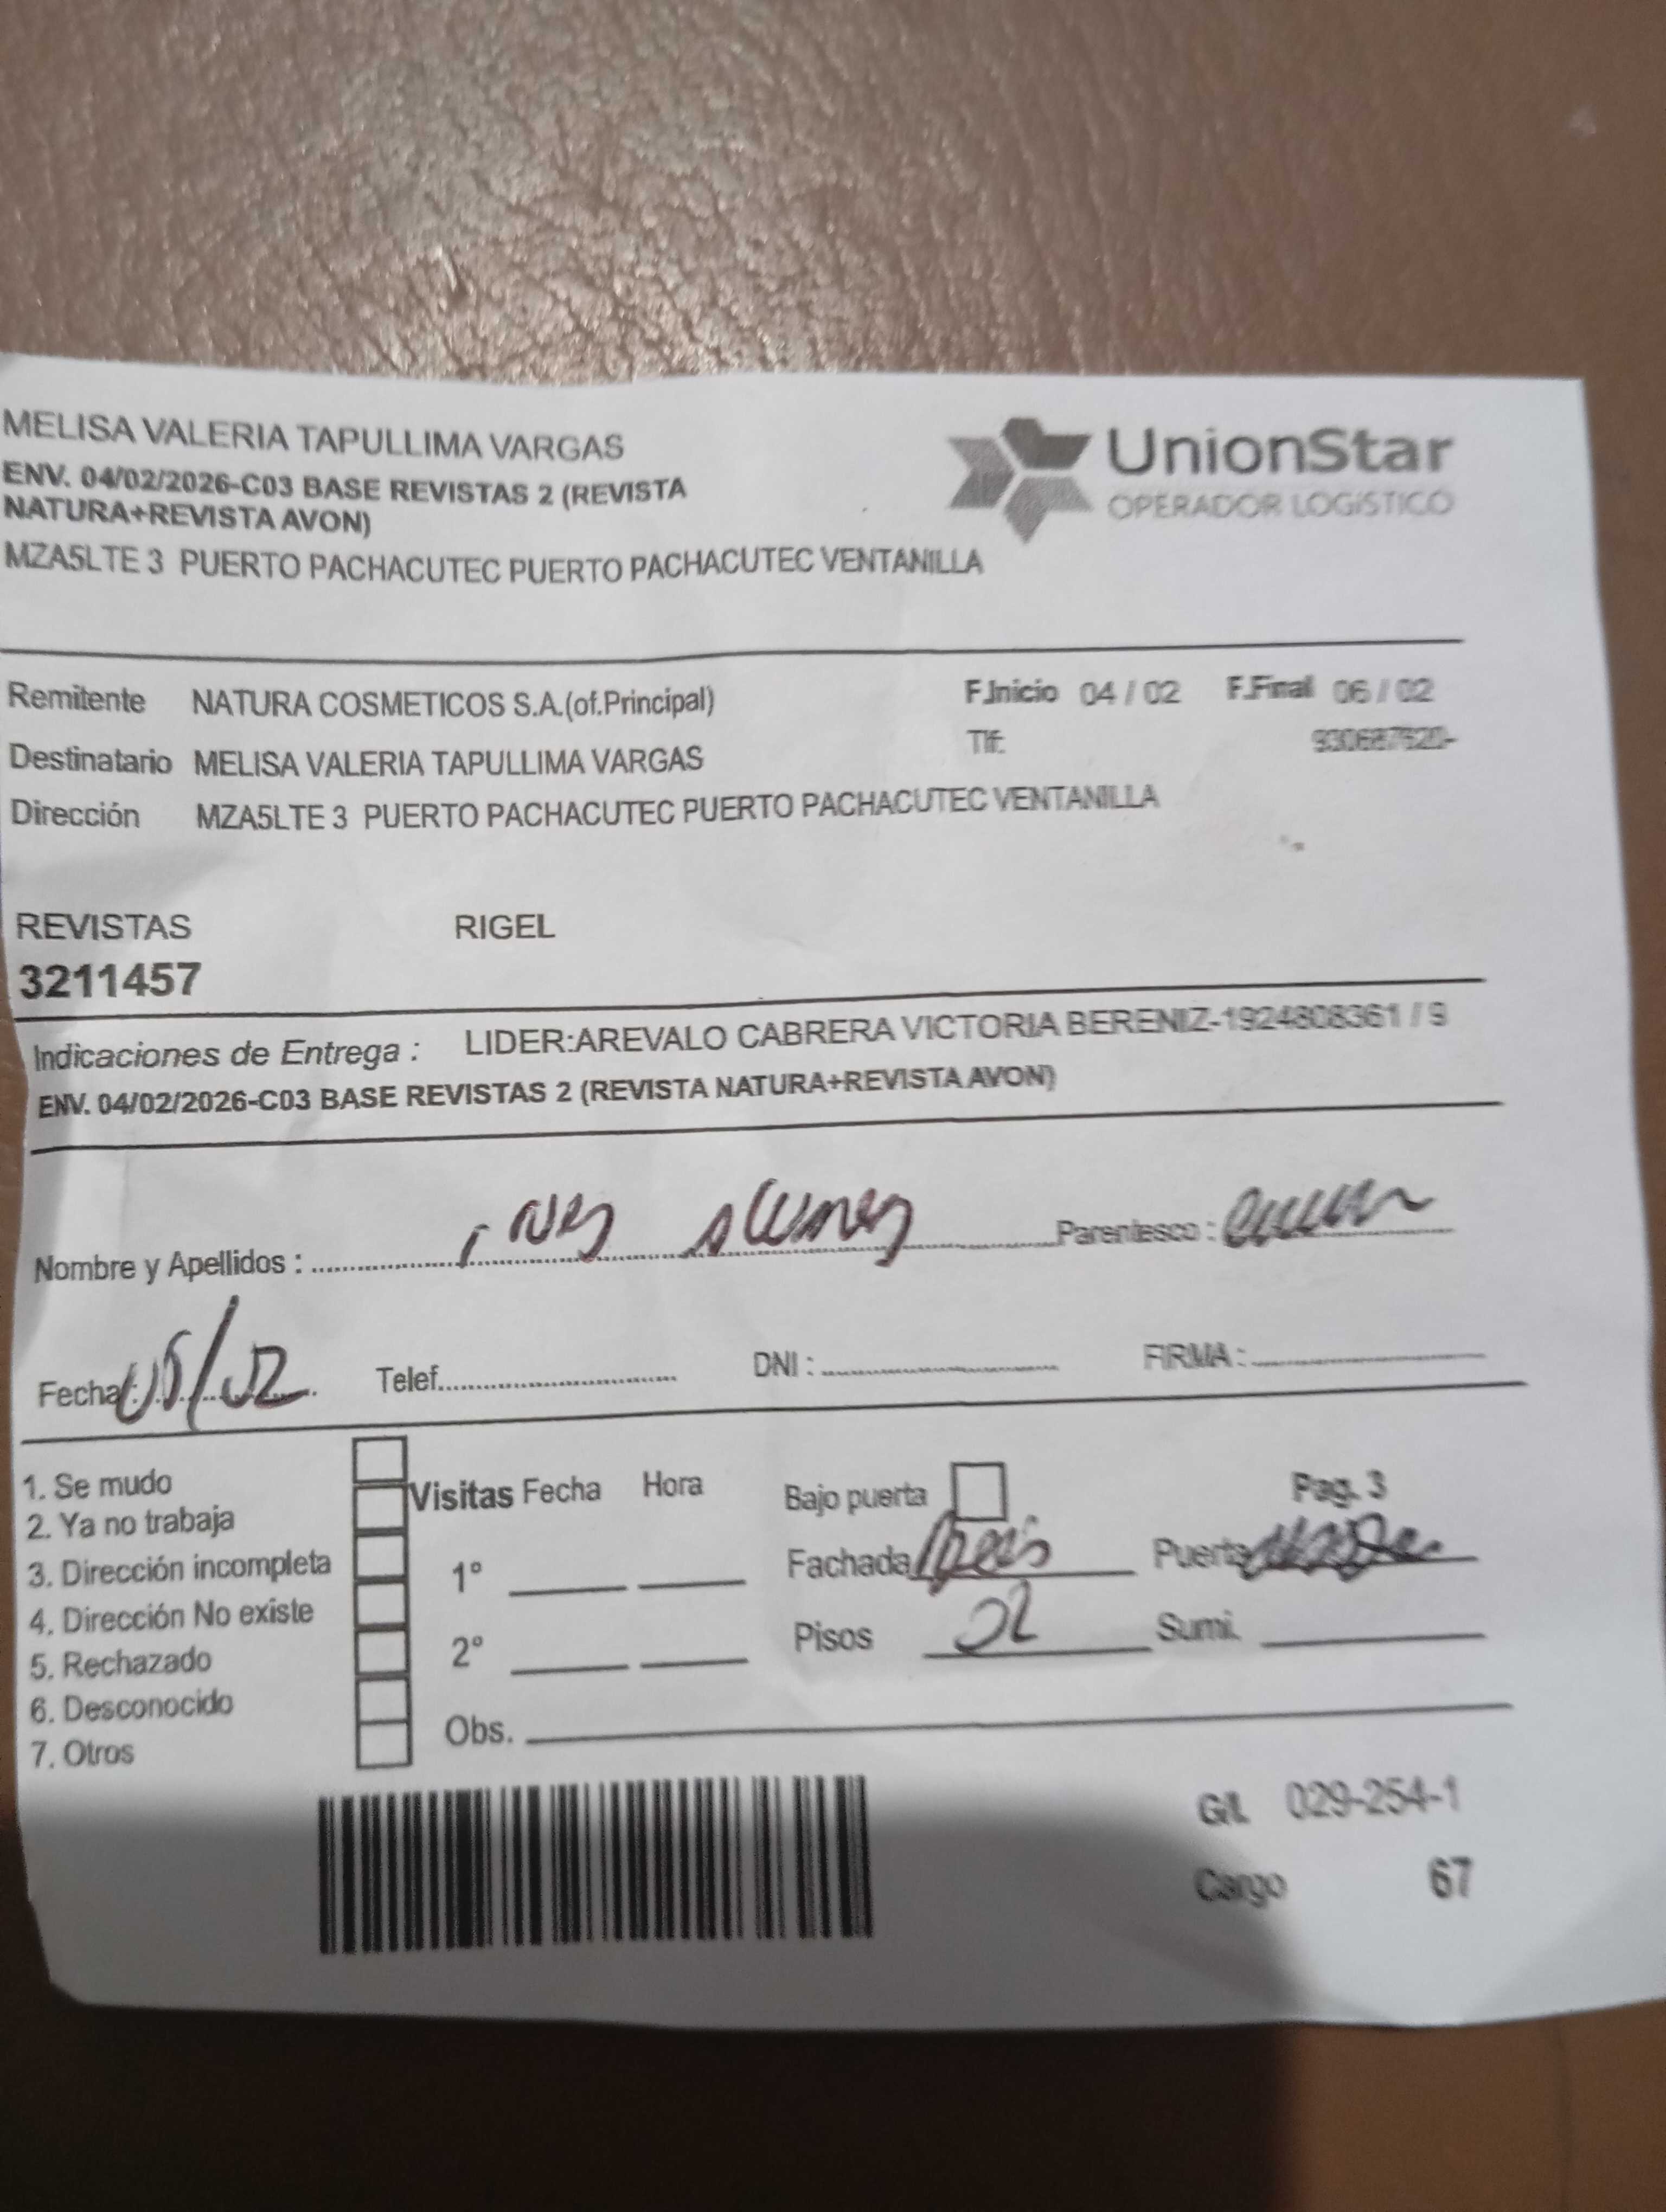 MELISA VALERIA TAPULLIMA VARGAS
ENV. 04/02/2026-C03 BASE REVISTAS 2 (REVISTA
NATURA+REVISTA AVON)
MZA5LTE 3 PUERTO PACHACUTEC PUERTO PACHACUTEC VENTANILLA
UnionStar
OPERADOR LOGíSTICO
Remitente NATURA COSMETICOS S.A.(of.Principal) F.Inicio 04 / 02 F.Final 06 / 02
Destinatario MELISA VALERIA TAPULLIMA VARGAS Tlf:
Dirección MZA5LTE 3 PUERTO PACHACUTEC PUERTO PACHACUTEC VENTANILLA
REVISTAS RIGEL
3211457
Indicaciones de Entrega : LIDER:AREVALO CABRERA VICTORIA BERENIZ-1924808361 / 9
ENV. 04/02/2026-C03 BASE REVISTAS 2 (REVISTA NATURA+REVISTA AVON)
Nombre y Apellidos : Parentesco :
Fecha: 05/02 Telef. DNI : FIRMA :
1. Se mudo
2. Ya no trabaja
3. Dirección incompleta
4. Dirección No existe
5. Rechazado
6. Desconocido
7. Otros
Visitas Fecha Hora
1º
2º
Obs.
Bajo puerta Pag. 3
Fachada Puerta
Pisos 02 Sumi.
G/L 029-254-1
Cargo 67